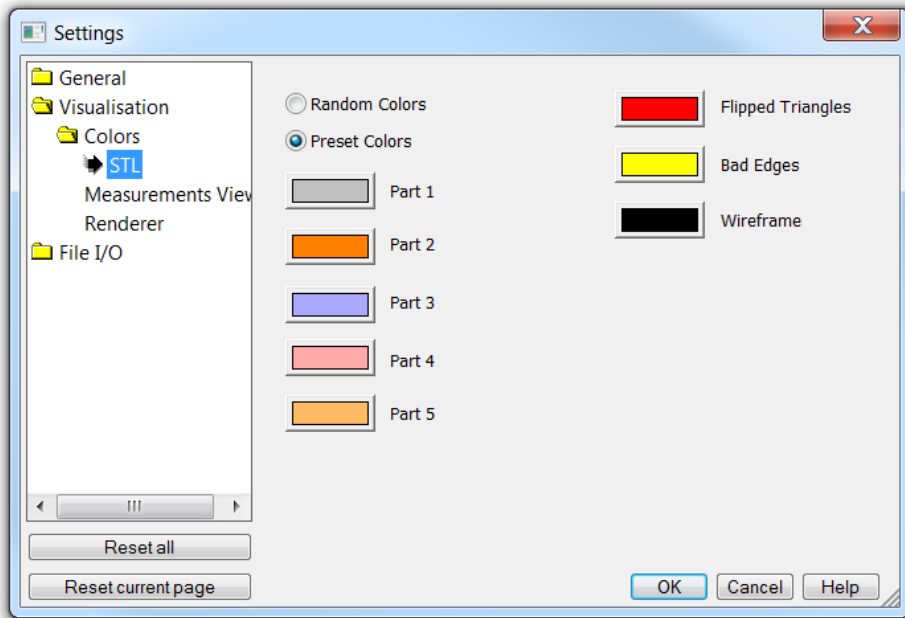 Settings
General
Visualisation
Colors
STL
Measurements View
Renderer
File I/O
Reset all
Reset current page
Random Colors
Preset Colors
Part 1
Part 2
Part 3
Part 4
Part 5
Flipped Triangles
Bad Edges
Wireframe
OK
Cancel
Help